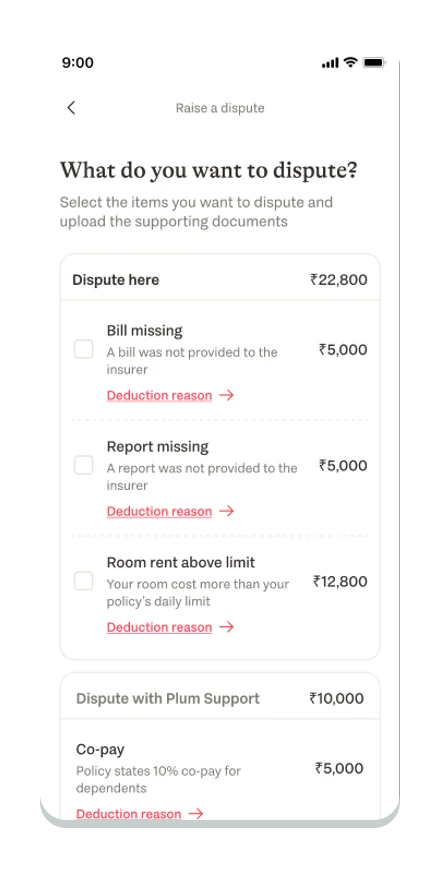 9:00
Raise a dispute
What do you want to dispute?
Select the items you want to dispute and
upload the supporting documents
Dispute here ₹22,800
Bill missing
A bill was not provided to the
insurer
₹5,000
Deduction reason →
Report missing
A report was not provided to the
insurer
₹5,000
Deduction reason →
Room rent above limit
Your room cost more than your
policy's daily limit
₹12,800
Deduction reason →
Dispute with Plum Support ₹10,000
Co-pay
Policy states 10% co-pay for
dependents
₹5,000
Deduction reason →